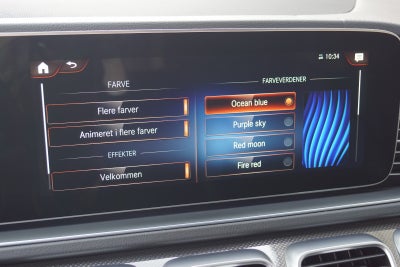 10:34
FARVE
Flere farver
Animeret i flere farver
EFFEKTER
Velkommen
FARVEVERDENER
Ocean blue
Purple sky
Red moon
Fire red